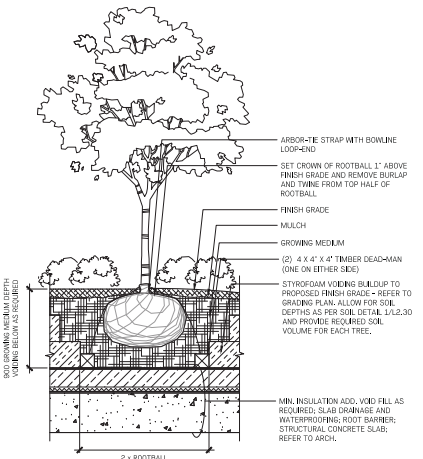 ARBOR-TIE STRAP WITH BOWLINE
LOOP-END
SET CROWN OF ROOTBALL 1" ABOVE
FINISH GRADE AND REMOVE BURLAP
AND TWINE FROM TOP HALF OF
ROOTBALL
FINISH GRADE
MULCH
GROWING MEDIUM
(2) 4 X 4" X 4' TIMBER DEAD-MAN
(ONE ON EITHER SIDE)
STYROFOAM VOIDING BUILDUP TO
PROPOSED FINISH GRADE - REFER TO
GRADING PLAN. ALLOW FOR SOIL
DEPTHS AS PER SOIL DETAIL 1/L2.30
AND PROVIDE REQUIRED SOIL
VOLUME FOR EACH TREE.
900 GROWING MEDIUM DEPTH
VOIDING BELOW AS REQUIRED
MIN. INSULATION ADD. VOID FILL AS
REQUIRED; SLAB DRAINAGE AND
WATERPROOFING; ROOT BARRIER;
STRUCTURAL CONCRETE SLAB;
REFER TO ARCH.
2 x ROOTBALL